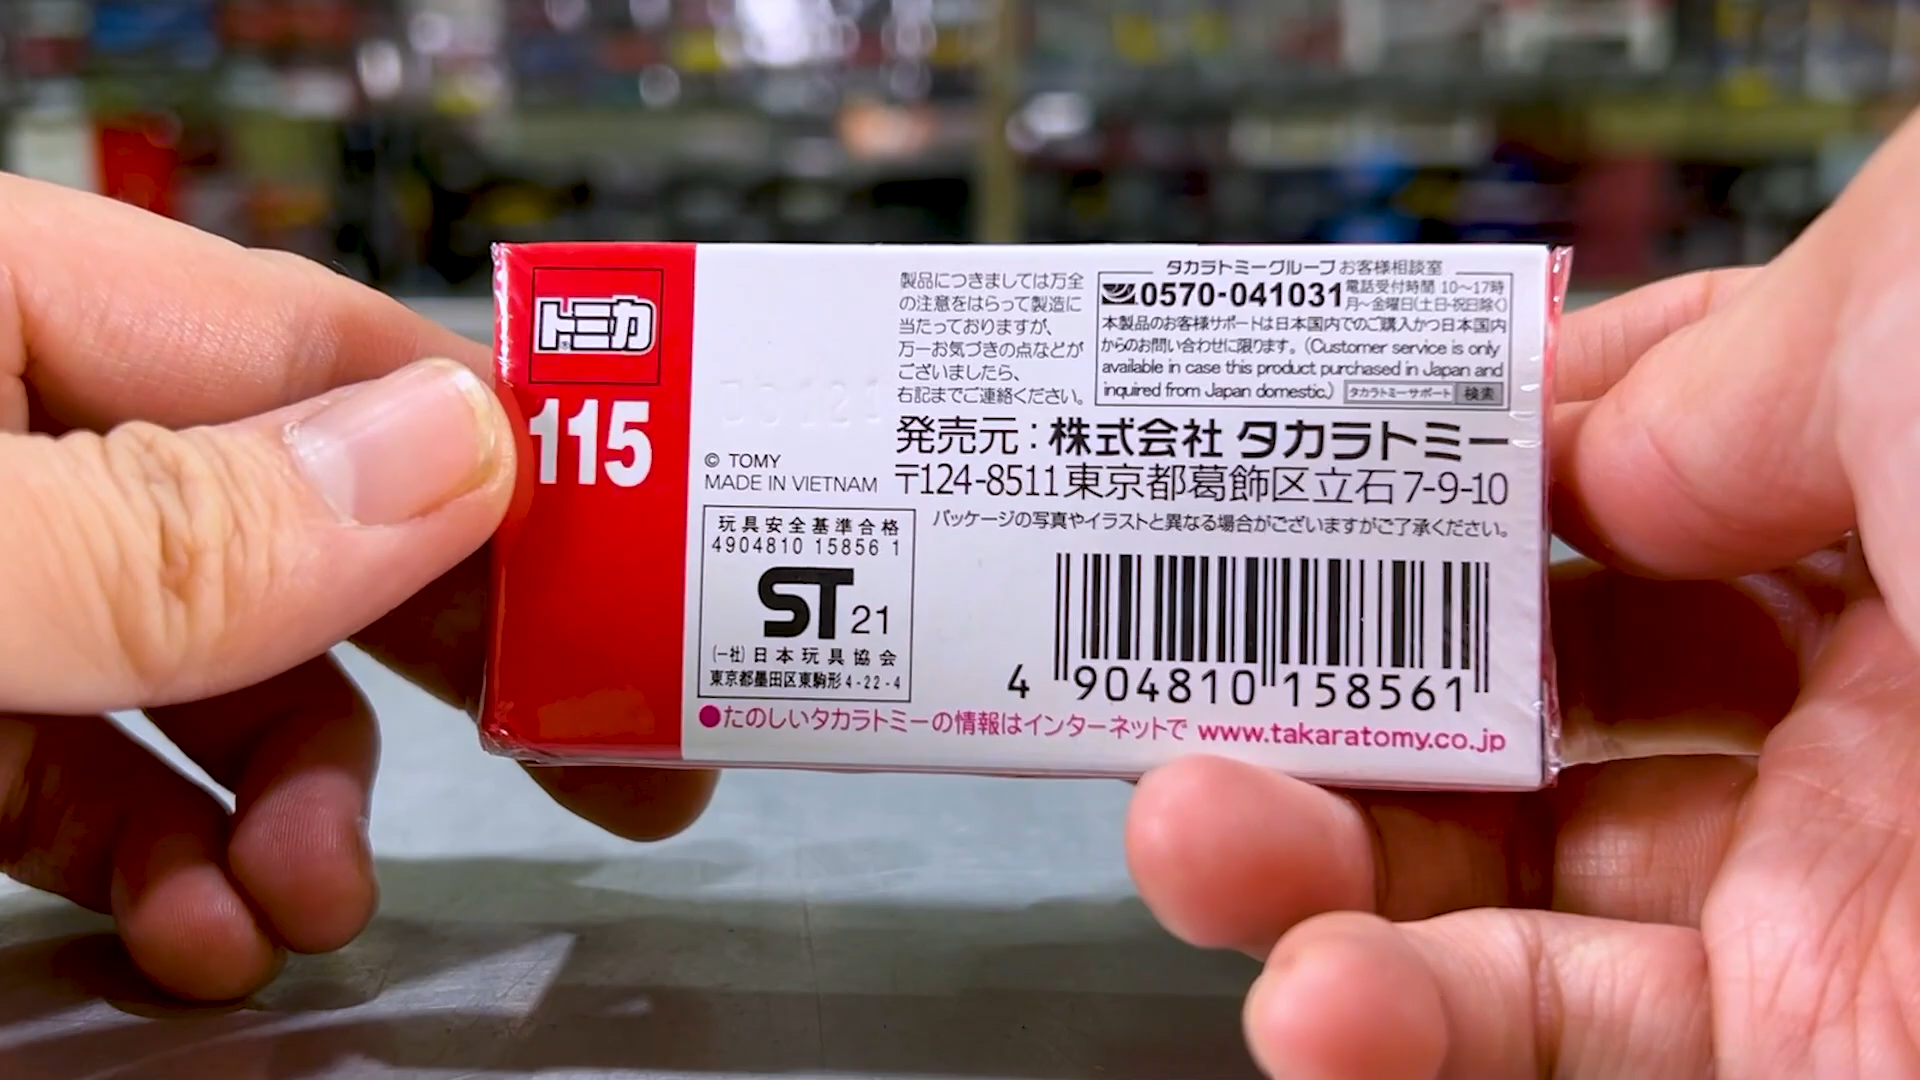 トミカ
115
製品につきましては万全
の注意をはらって製造に
当たっておりますが、
万一お気づきの点などが
ございましたら、
右記までご連絡ください。
タカラトミーグループ お客様相談室
0570-041031 電話受付時間 10〜17時
月〜金曜日(土日・祝日除く)
本製品のお客様サポートは日本国内でのご購入かつ日本国内
からのお問い合わせに限ります。(Customer service is only
available in case this product purchased in Japan and
inquired from Japan domestic.) タカラトミーサポート 検索
発売元:株式会社 タカラトミー
〒124-8511東京都葛飾区立石7-9-10
© TOMY
MADE IN VIETNAM
パッケージの写真やイラストと異なる場合がございますがご了承ください。
玩具安全基準合格
4904810 15856 1
ST 21
(一社)日本玩具協会
東京都墨田区東駒形4-22-4
4 904810 158561
●たのしいタカラトミーの情報はインターネットで www.takaratomy.co.jp